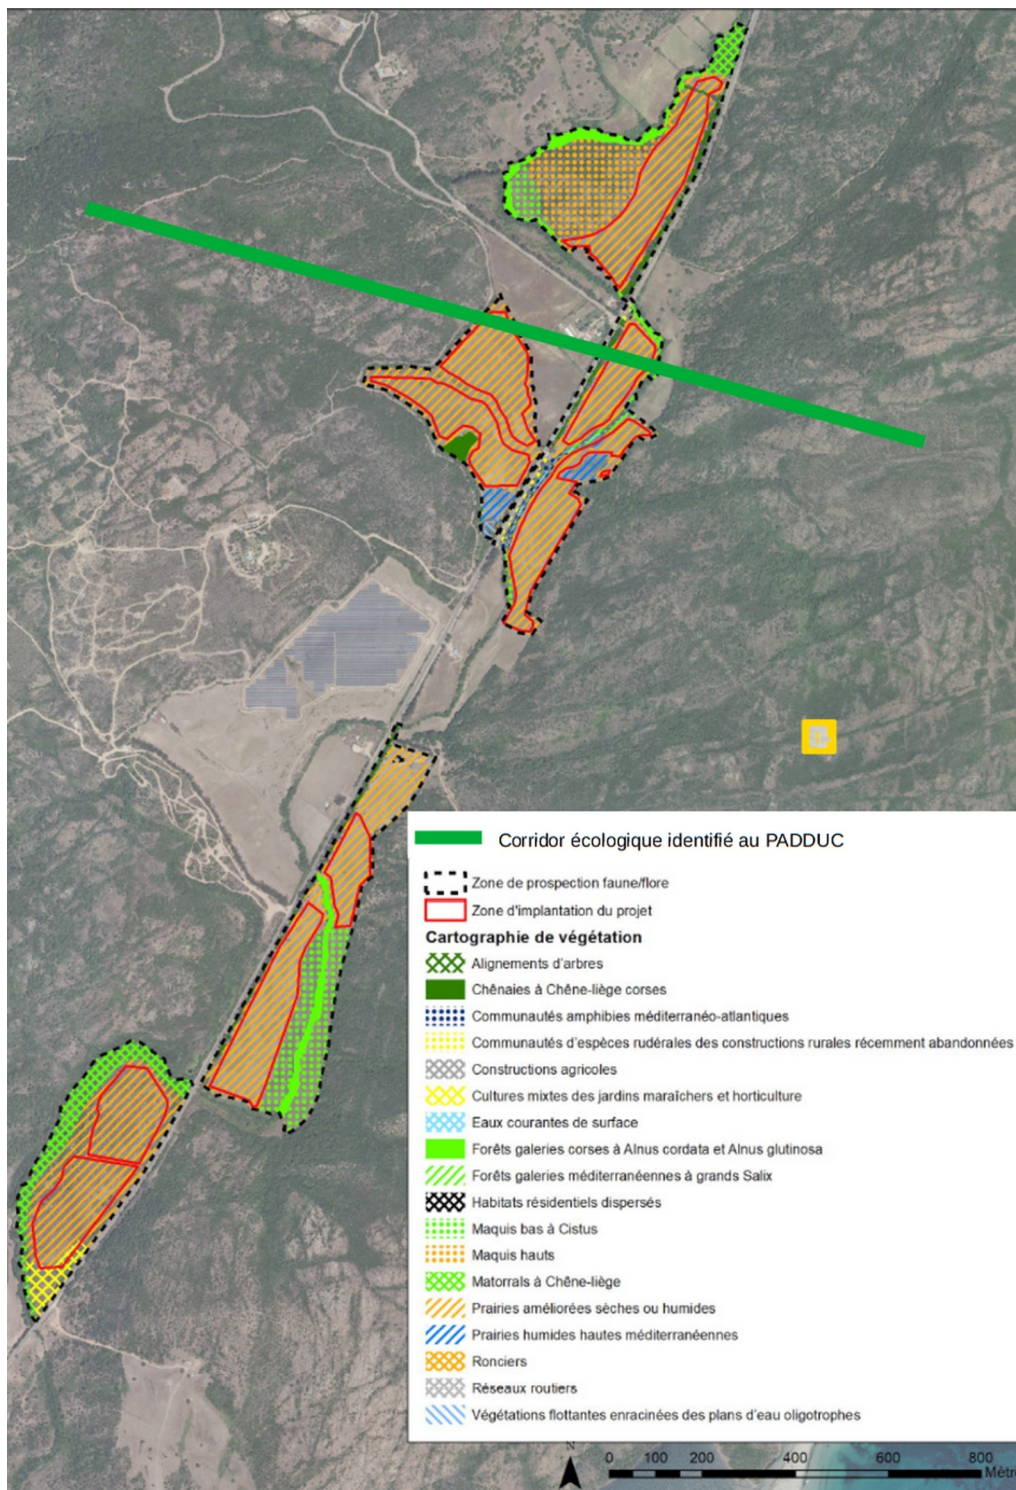 Corridor écologique identifié au PADDUC
Zone de prospection faune/flore
Zone d'implantation du projet
Cartographie de végétation
Alignements d'arbres
Chênaies à Chêne-liège corses
Communautés amphibies méditerranéo-atlantiques
Communautés d'espèces rudérales des constructions rurales récemment abandonnées
Constructions agricoles
Cultures mixtes des jardins maraîchers et horticulture
Eaux courantes de surface
Forêts galeries corses à Alnus cordata et Alnus glutinosa
Forêts galeries méditerranéennes à grands Salix
Habitats résidentiels dispersés
Maquis bas à Cistus
Maquis hauts
Matorrals à Chêne-liège
Prairies améliorées sèches ou humides
Prairies humides hautes méditerranéennes
Ronciers
Réseaux routiers
Végétations flottantes enracinées des plans d'eau oligotrophes
0 100 200 400 600 800
Mètre